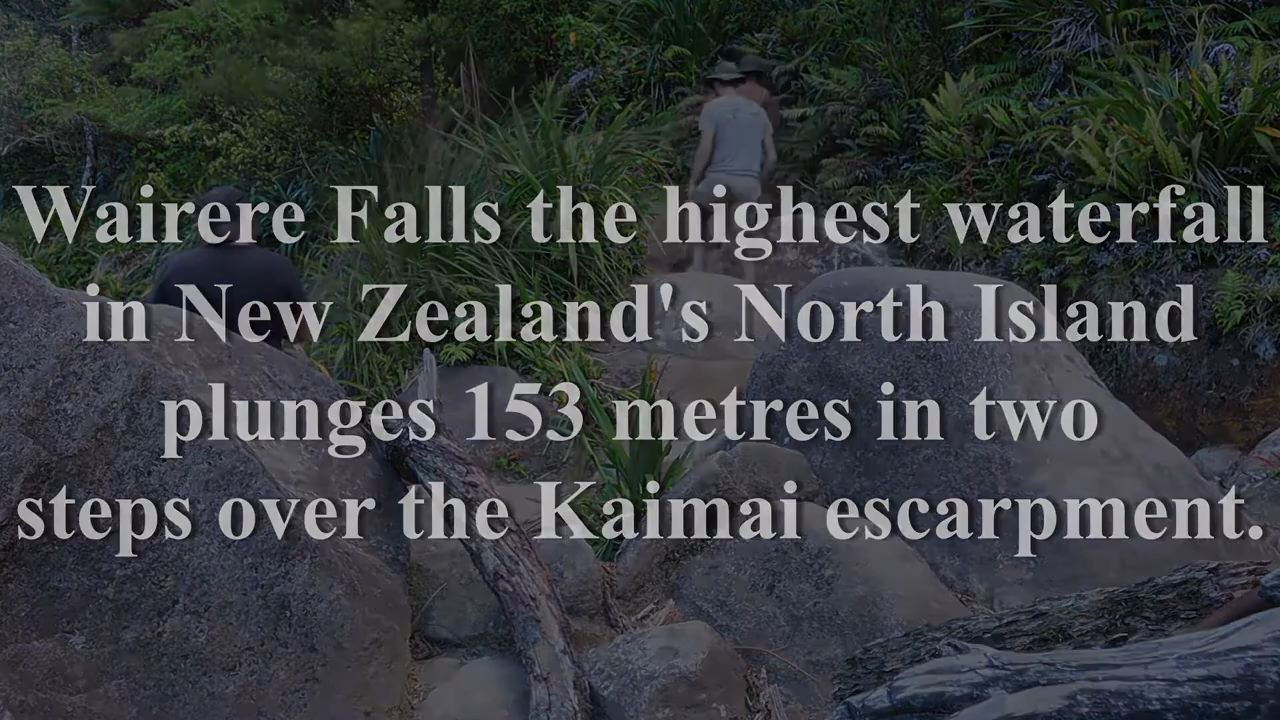 Wairere Falls the highest waterfall
in New Zealand's North Island
plunges 153 metres in two
steps over the Kaimai escarpment.